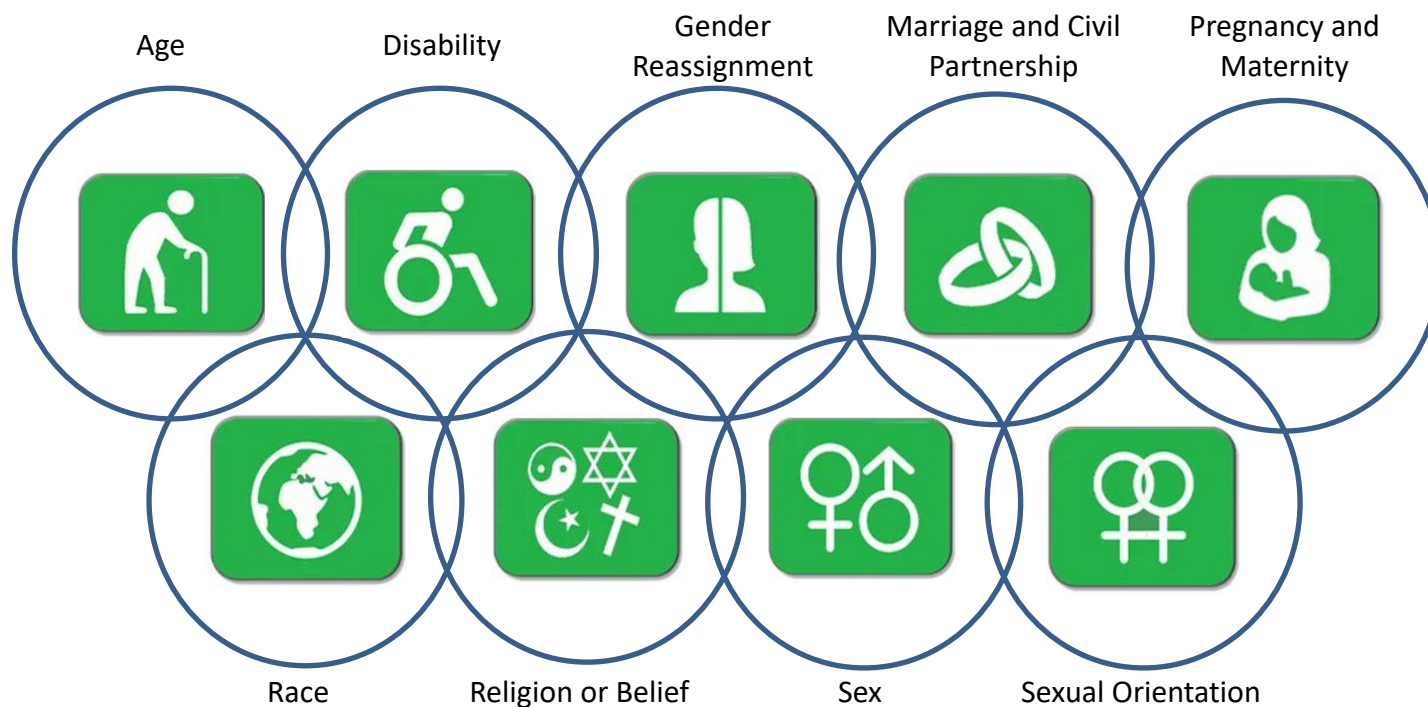 Age
Disability
Gender
Reassignment
Marriage and Civil
Partnership
Pregnancy and
Maternity
Race
Religion or Belief
Sex
Sexual Orientation